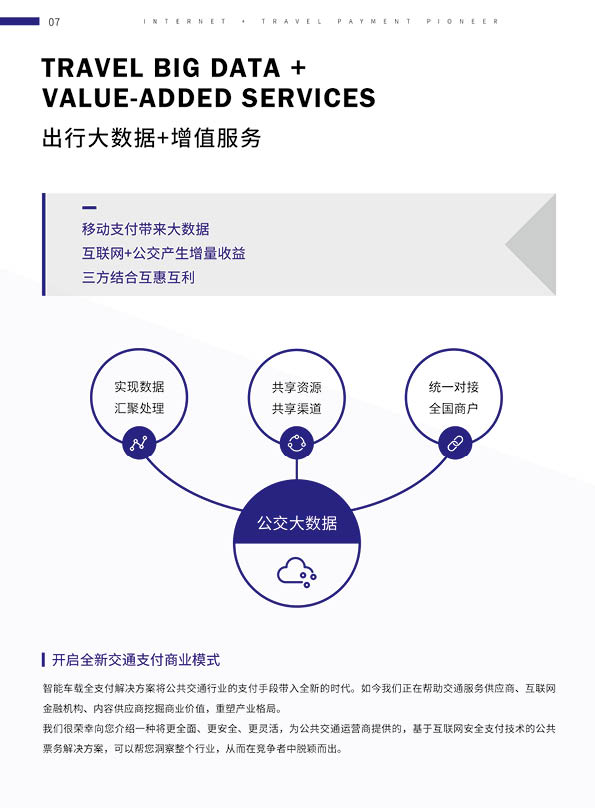 07
INTERNET + TRAVEL PAYMENT PIONEER
TRAVEL BIG DATA +
VALUE-ADDED SERVICES
出行大数据+增值服务
移动支付带来大数据
互联网+公交产生增量收益
三方结合互惠互利
实现数据
汇聚处理
共享资源
共享渠道
统一对接
全国商户
公交大数据
开启全新交通支付商业模式
智能车载全支付解决方案将公共交通行业的支付手段带入全新的时代。如今我们正在帮助交通服务供应商、互联网
金融机构、内容供应商挖掘商业价值，重塑产业格局。
我们很荣幸向您介绍一种将更全面、更安全、更灵活，为公共交通运营商提供的，基于互联网安全支付技术的公共
票务解决方案，可以帮您洞察整个行业，从而在竞争者中脱颖而出。